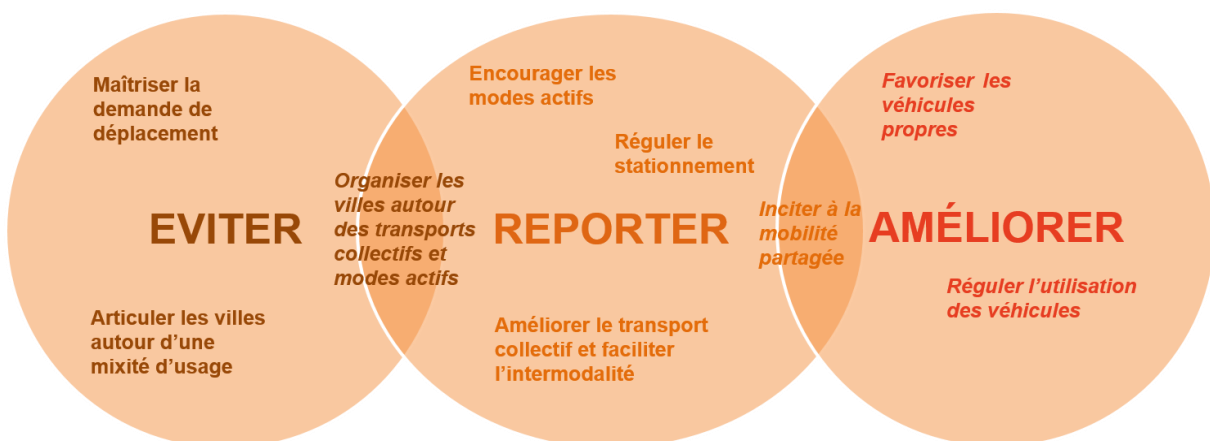 Maîtriser la
demande de
déplacement
EVITER
Articuler les villes
autour d'une
mixité d'usage
Organiser les
villes autour
des transports
collectifs et
modes actifs
Encourager les
modes actifs
Réguler le
stationnement
REPORTER
Améliorer le transport
collectif et faciliter
l'intermodalité
Inciter à la
mobilité
partagée
Favoriser les
véhicules
propres
AMÉLIORER
Réguler l'utilisation
des véhicules